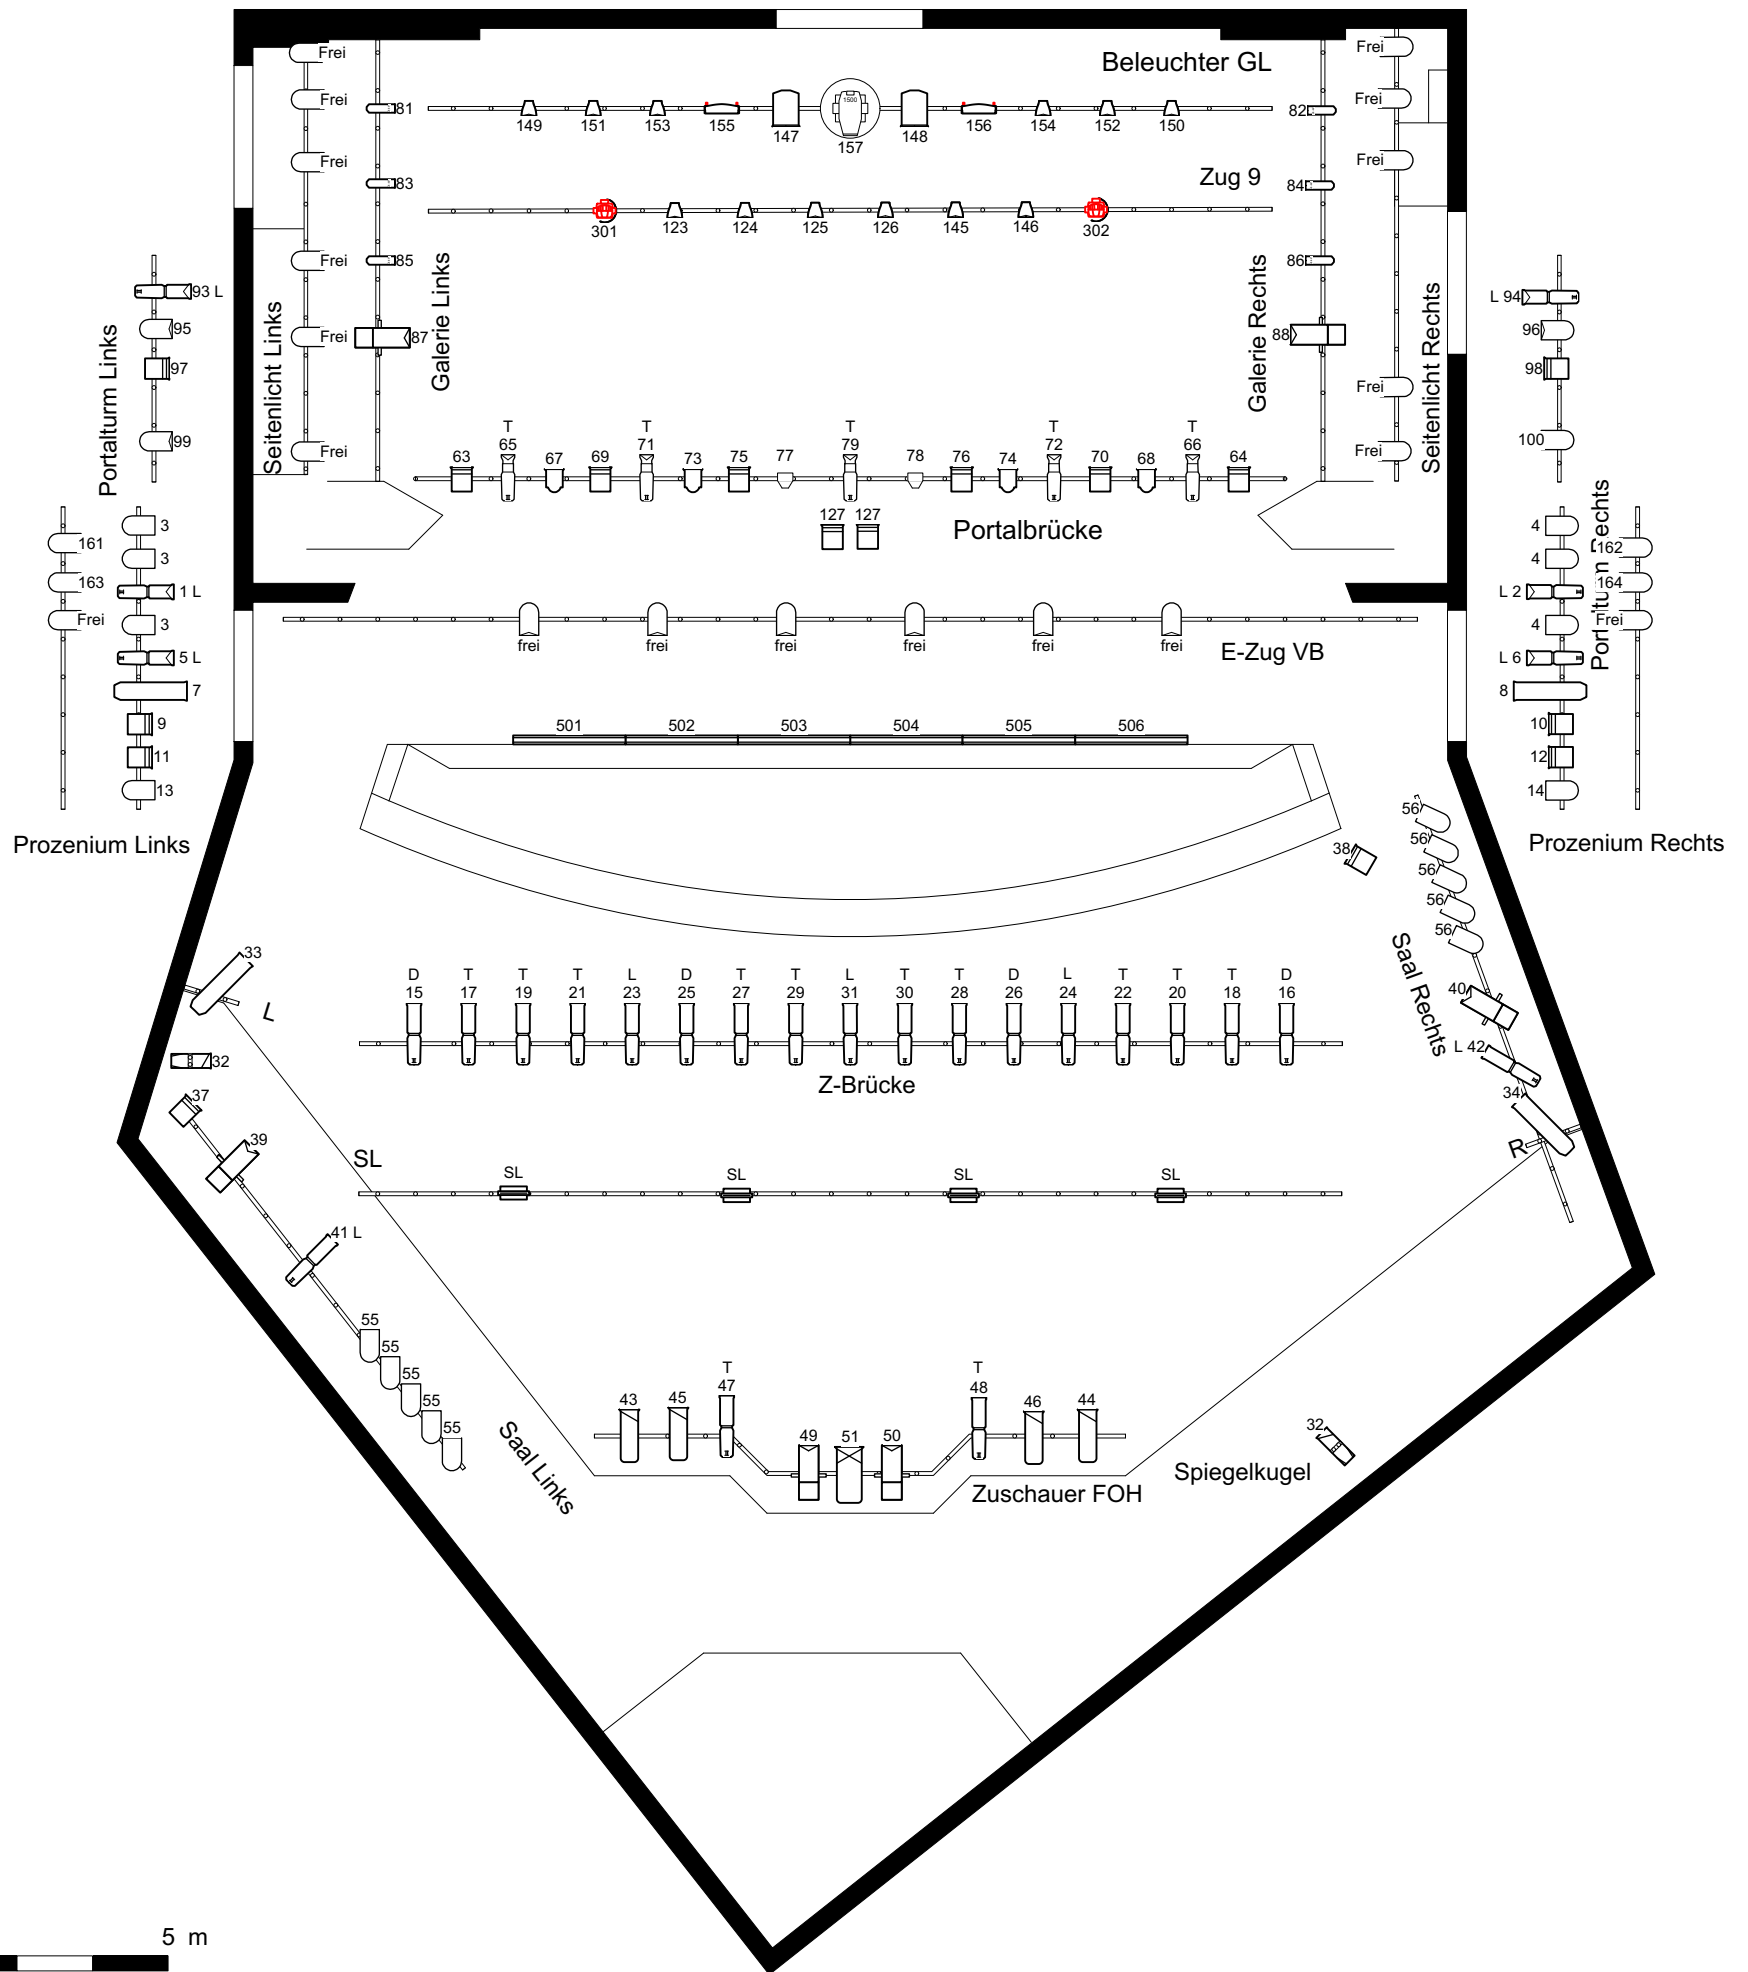 Frei
Frei
Frei
Frei
Frei
Frei
Seitenlicht Links
81
83
85
87
Galerie Links
Beleuchter GL
149
151
153
155
147
1500
157
148
156
154
152
150
Zug 9
301
123
124
125
126
145
146
302
82
84
86
88
Galerie Rechts
Frei
Frei
Frei
Frei
Frei
Seitenlicht Rechts
93 L
95
97
99
Portalturm Links
L 94
96
98
100
Portalturm Rechts
T
T
T
T
T
63
65
67
69
71
73
75
77
79
78
76
74
72
70
68
66
64
127
127
Portalbrücke
161
163
Frei
3
3
1 L
3
5 L
7
9
11
13
Prozenium Links
4
4
L 2
4
L 6
8
10
12
14
162
164
Frei
Prozenium Rechts
frei
frei
frei
frei
frei
frei
E-Zug VB
501
502
503
504
505
506
38
56
56
56
56
56
Saal Rechts
40
L 42
34
R
33
L
32
37
39
41 L
55
55
55
55
55
Saal Links
D
T
T
T
L
D
T
T
L
T
T
D
L
T
T
T
D
15
17
19
21
23
25
27
29
31
30
28
26
24
22
20
18
16
Z-Brücke
SL
SL
SL
SL
SL
T
T
43
45
47
49
51
50
48
46
44
Zuschauer FOH
32
Spiegelkugel
5 m